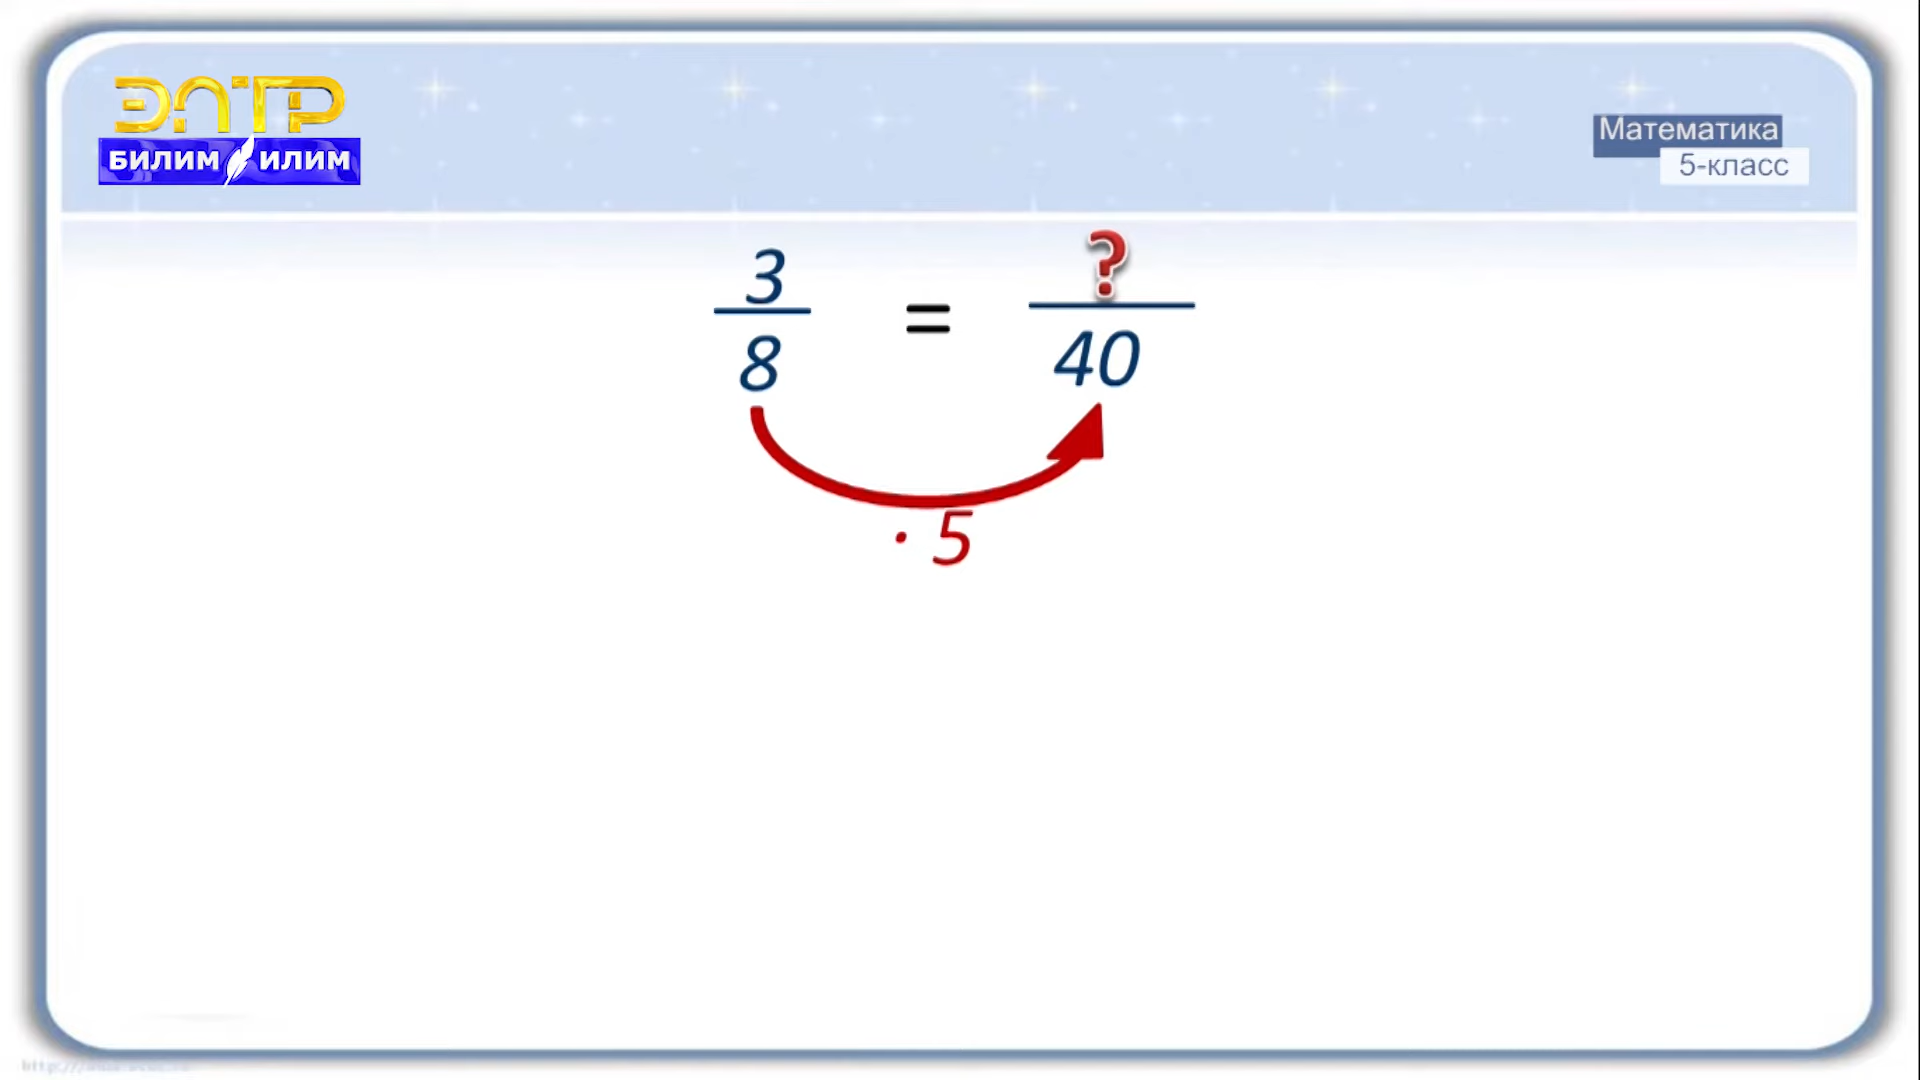 ЭЛТР
БИЛИМ ИЛИМ
Математика
5-класс
3 ?
— = —
8 40
· 5